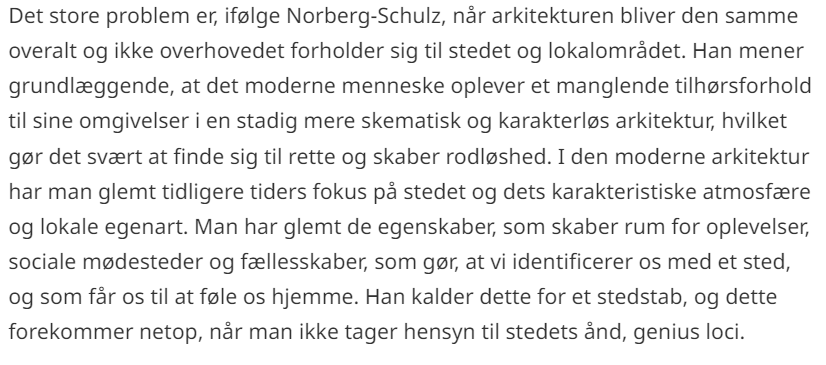 Det store problem er, ifølge Norberg-Schulz, når arkitekturen bliver den samme
overalt og ikke overhovedet forholder sig til stedet og lokalområdet. Han mener
grundlæggende, at det moderne menneske oplever et manglende tilhørsforhold
til sine omgivelser i en stadig mere skematisk og karakterløs arkitektur, hvilket
gør det svært at finde sig til rette og skaber rodløshed. I den moderne arkitektur
har man glemt tidligere tiders fokus på stedet og dets karakteristiske atmosfære
og lokale egenart. Man har glemt de egenskaber, som skaber rum for oplevelser,
sociale mødesteder og fællesskaber, som gør, at vi identificerer os med et sted,
og som får os til at føle os hjemme. Han kalder dette for et stedstab, og dette
forekommer netop, når man ikke tager hensyn til stedets ånd, genius loci.